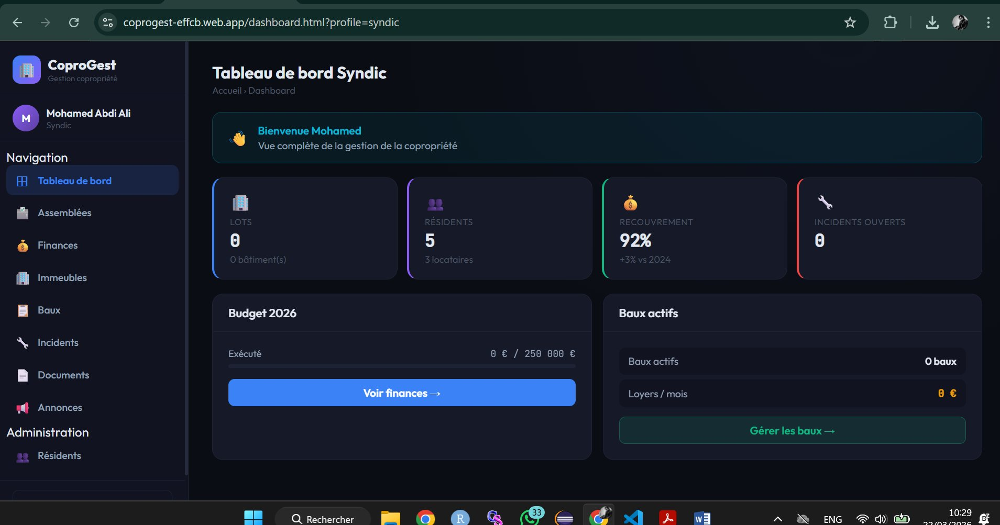 coprogest-effcb.web.app/dashboard.html?profile=syndic
CoproGest
Gestion copropriété
M
Mohamed Abdi Ali
Syndic
Navigation
Tableau de bord
Assemblées
Finances
Immeubles
Baux
Incidents
Documents
Annonces
Administration
Résidents
Tableau de bord Syndic
Accueil › Dashboard
Bienvenue Mohamed
Vue complète de la gestion de la copropriété
LOTS
0
0 bâtiment(s)
RÉSIDENTS
5
3 locataires
RECOUVREMENT
92%
+3% vs 2024
INCIDENTS OUVERTS
0
Budget 2026
Exécuté 0 € / 250 000 €
Voir finances →
Baux actifs
Baux actifs 0 baux
Loyers / mois 0 €
Gérer les baux →
Rechercher
R
33
W
ENG
10:29
22/03/2026